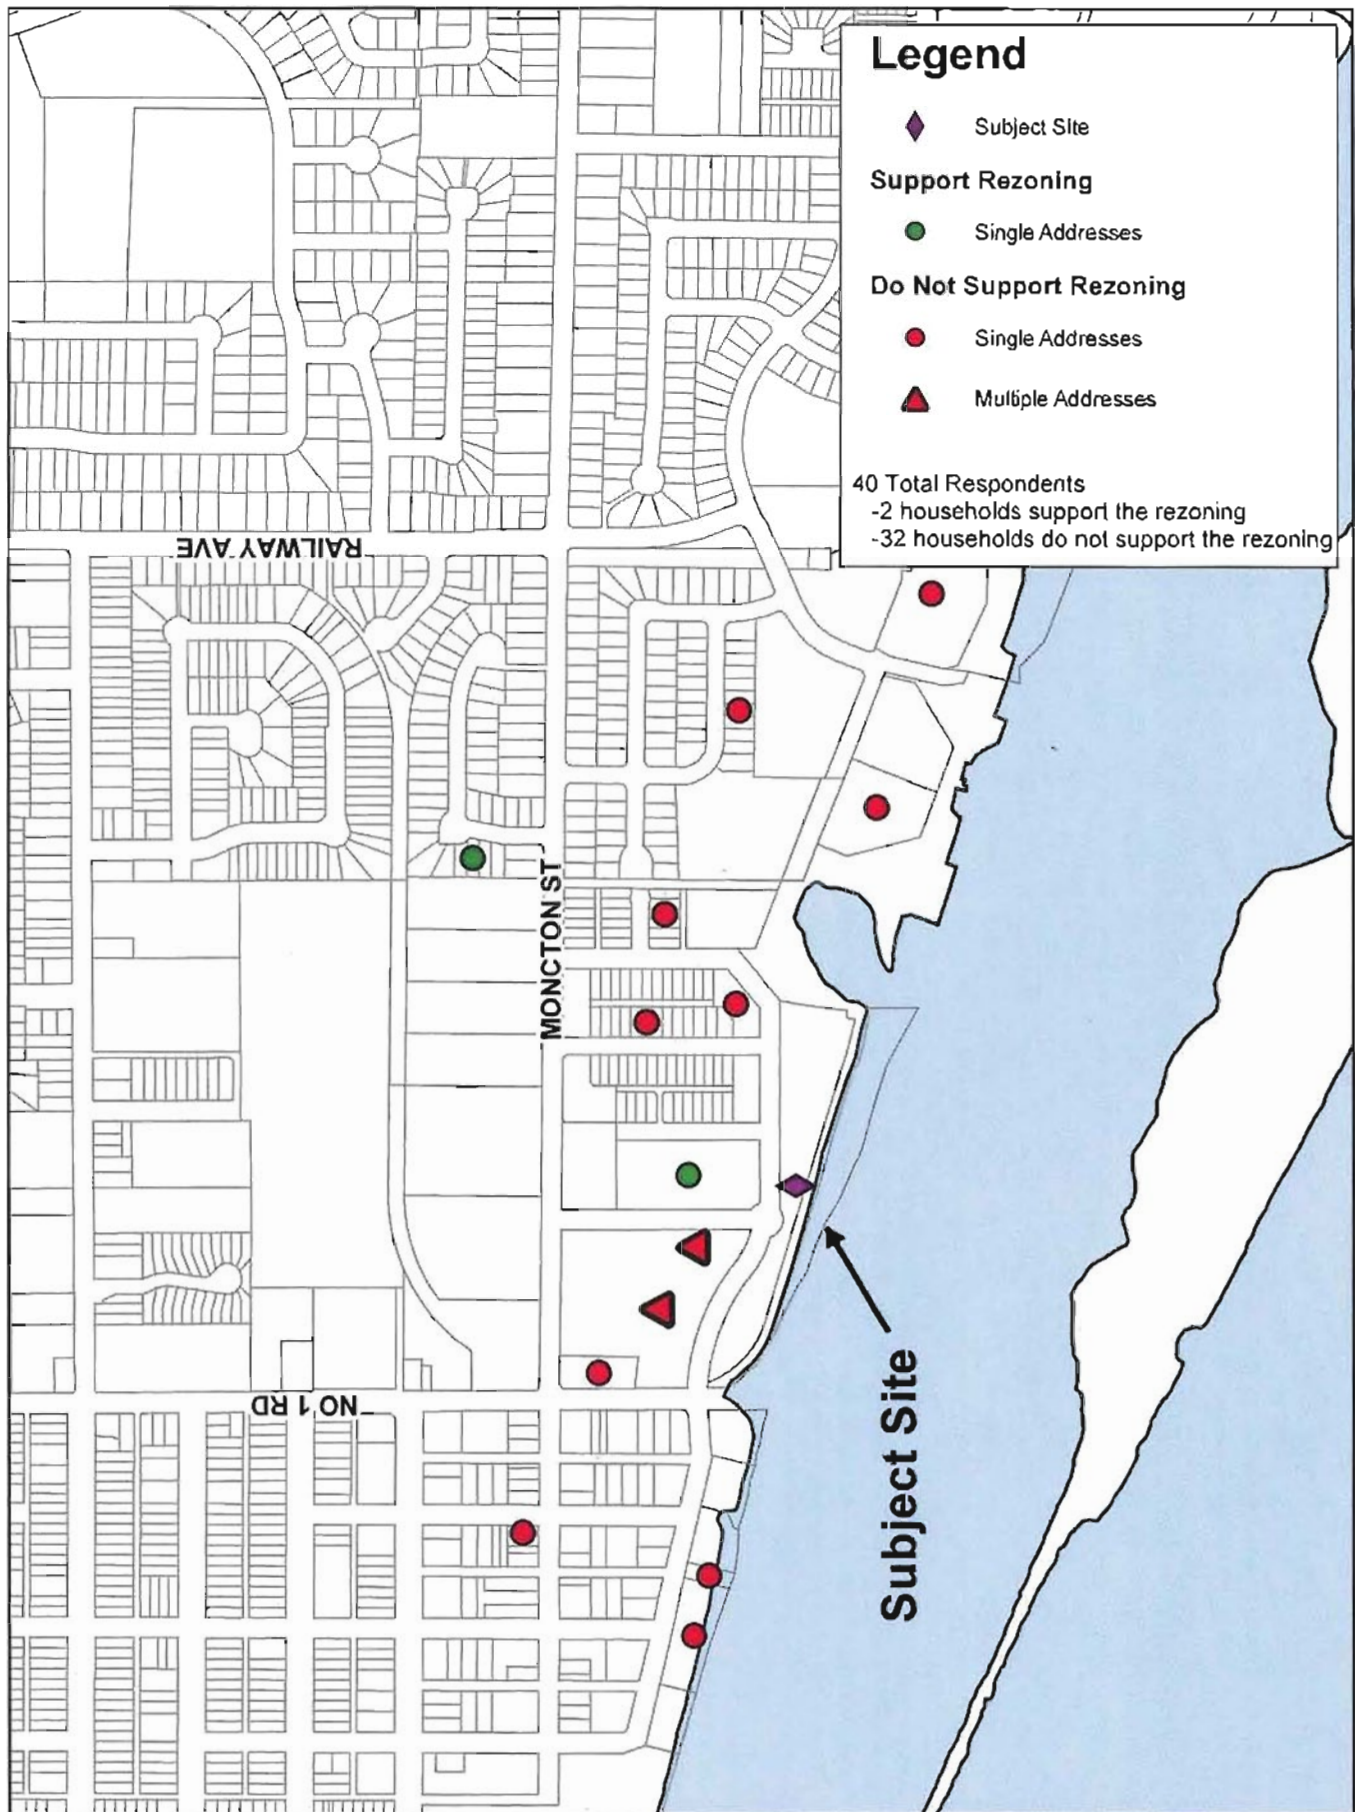 Legend
Subject Site
Support Rezoning
Single Addresses
Do Not Support Rezoning
Single Addresses
Multiple Addresses
40 Total Respondents
-2 households support the rezoning
-32 households do not support the rezoning
RAILWAY AVE
MONCTON ST
NO 1 RD
Subject Site